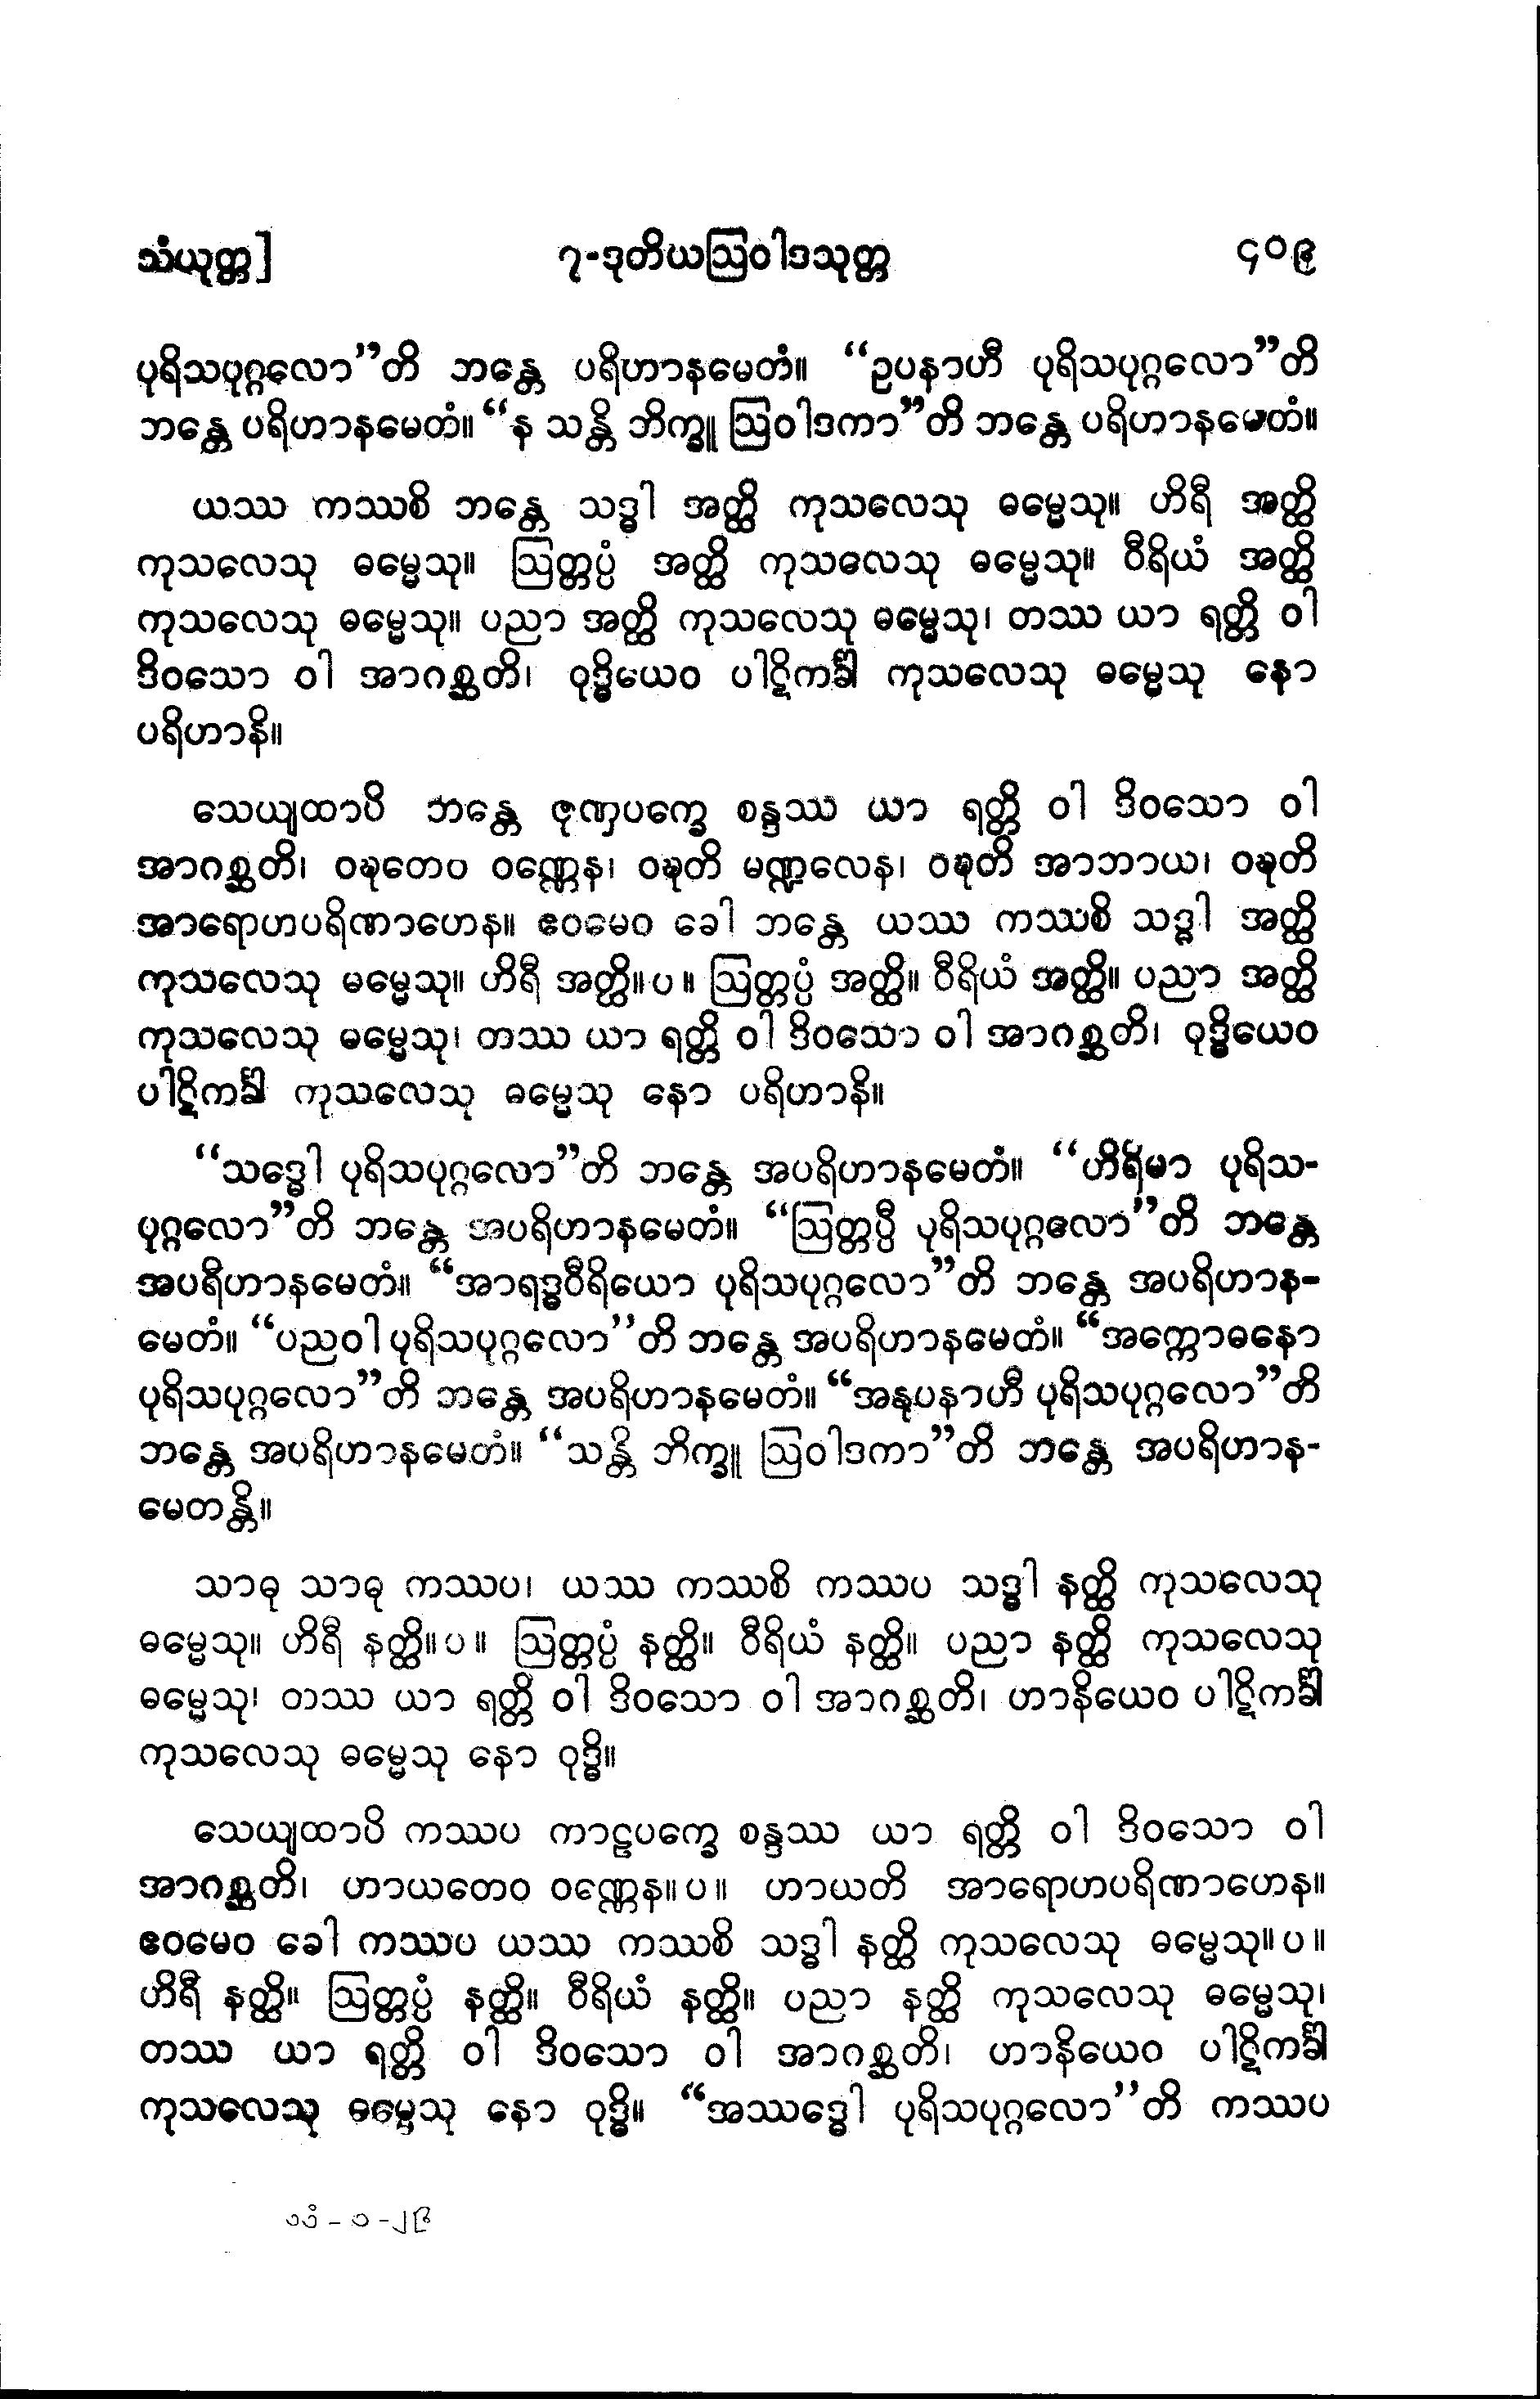 သံယုတ္တ] ၇-ဒုတိယဩဝါဒသုတ္တ ၄၀၉
ပုရိသပုဂ္ဂလော”တိ ဘန္တေ ပရိဟာနမေတံ။ “ဥပနာဟီ ပုရိသပုဂ္ဂလော”တိ
ဘန္တေ ပရိဟာနမေတံ။ “န သန္တိ ဘိက္ခူ ဩဝါဒကာ”တိ ဘန္တေ ပရိဟာနမေတံ။
ယဿ ကဿစိ ဘန္တေ သဒ္ဓါ အတ္ထိ ကုသလေသု ဓမ္မေသု။ ဟိရီ အတ္ထိ
ကုသလေသု ဓမ္မေသု။ ဩတ္တပ္ပံ အတ္ထိ ကုသလေသု ဓမ္မေသု။ ဝီရိယံ အတ္ထိ
ကုသလေသု ဓမ္မေသု။ ပညာ အတ္ထိ ကုသလေသု ဓမ္မေသု၊ တဿ ယာ ရတ္တိ ဝါ
ဒိဝသော ဝါ အာဂစ္ဆတိ၊ ဝုဒ္ဓိယေဝ ပါဋိကင်္ခါ ကုသလေသု ဓမ္မေသု နော
ပရိဟာနိ။
သေယျထာပိ ဘန္တေ ဇုဏှပက္ခေ စန္ဒဿ ယာ ရတ္တိ ဝါ ဒိဝသော ဝါ
အာဂစ္ဆတိ၊ ဝဍ္ဎတေဝ ဝဏ္ဏေန၊ ဝဍ္ဎတိ မဏ္ဍလေန၊ ဝဍ္ဎတိ အာဘာယ၊ ဝဍ္ဎတိ
အာရောဟပရိဏာဟေန။ ဧဝမေဝ ခေါ ဘန္တေ ယဿ ကဿစိ သဒ္ဓါ အတ္ထိ
ကုသလေသု ဓမ္မေသု။ ဟိရီ အတ္ထိ။ပ။ ဩတ္တပ္ပံ အတ္ထိ။ ဝီရိယံ အတ္ထိ။ ပညာ အတ္ထိ
ကုသလေသု ဓမ္မေသု၊ တဿ ယာ ရတ္တိ ဝါ ဒိဝသော ဝါ အာဂစ္ဆတိ၊ ဝုဒ္ဓိယေဝ
ပါဋိကင်္ခါ ကုသလေသု ဓမ္မေသု နော ပရိဟာနိ။
“သဒ္ဓေါ ပုရိသပုဂ္ဂလော”တိ ဘန္တေ အပရိဟာနမေတံ။ “ဟိရိမာ ပုရိသ-
ပုဂ္ဂလော”တိ ဘန္တေ အပရိဟာနမေတံ။ “ဩတ္တပ္ပီ ပုရိသပုဂ္ဂလော”တိ ဘန္တေ
အပရိဟာနမေတံ။ “အာရဒ္ဓဝီရိယော ပုရိသပုဂ္ဂလော”တိ ဘန္တေ အပရိဟာန-
မေတံ။ “ပညဝါ ပုရိသပုဂ္ဂလော”တိ ဘန္တေ အပရိဟာနမေတံ။ “အက္ကောဓနော
ပုရိသပုဂ္ဂလော”တိ ဘန္တေ အပရိဟာနမေတံ။ “အနုပနာဟီ ပုရိသပုဂ္ဂလော”တိ
ဘန္တေ အပရိဟာနမေတံ။ “သန္တိ ဘိက္ခူ ဩဝါဒကာ”တိ ဘန္တေ အပရိဟာန-
မေတန္တိ။
သာဓု သာဓု ကဿပ၊ ယဿ ကဿစိ ကဿပ သဒ္ဓါ နတ္ထိ ကုသလေသု
ဓမ္မေသု။ ဟိရီ နတ္ထိ။ပ။ ဩတ္တပ္ပံ နတ္ထိ။ ဝီရိယံ နတ္ထိ။ ပညာ နတ္ထိ ကုသလေသု
ဓမ္မေသု၊ တဿ ယာ ရတ္တိ ဝါ ဒိဝသော ဝါ အာဂစ္ဆတိ၊ ဟာနိယေဝ ပါဋိကင်္ခါ
ကုသလေသု ဓမ္မေသု နော ဝုဒ္ဓိ။
သေယျထာပိ ကဿပ ကာဠပက္ခေ စန္ဒဿ ယာ ရတ္တိ ဝါ ဒိဝသော ဝါ
အာဂစ္ဆတိ၊ ဟာယတေဝ ဝဏ္ဏေန။ပ။ ဟာယတိ အာရောဟပရိဏာဟေန။
ဧဝမေဝ ခေါ ကဿပ ယဿ ကဿစိ သဒ္ဓါ နတ္ထိ ကုသလေသု ဓမ္မေသု။ပ။
ဟိရီ နတ္ထိ။ ဩတ္တပ္ပံ နတ္ထိ။ ဝီရိယံ နတ္ထိ။ ပညာ နတ္ထိ ကုသလေသု ဓမ္မေသု၊
တဿ ယာ ရတ္တိ ဝါ ဒိဝသော ဝါ အာဂစ္ဆတိ၊ ဟာနိယေဝ ပါဋိကင်္ခါ
ကုသလေသု ဓမ္မေသု နော ဝုဒ္ဓိ။ “အဿဒ္ဓေါ ပုရိသပုဂ္ဂလော”တိ ကဿပ
သံ-၁-၂၉